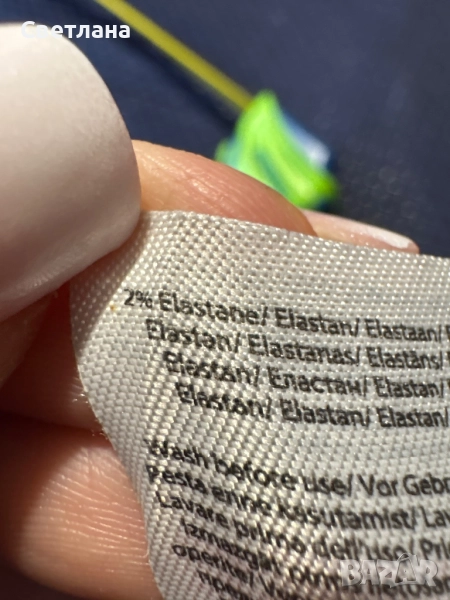 Светлана
2% Elastane/ Elastan/ Elastaan/
Elastan/ Elastanas/ Elastāns/
Elastan/ Еластан/ Elastan/
Elastan/ Elastan/ Elastan/
Wash before use/ Vor Gebr
Pesta enne kasutamist/ Lav
Lavare prima dell'uso/ Pri
BAZAR